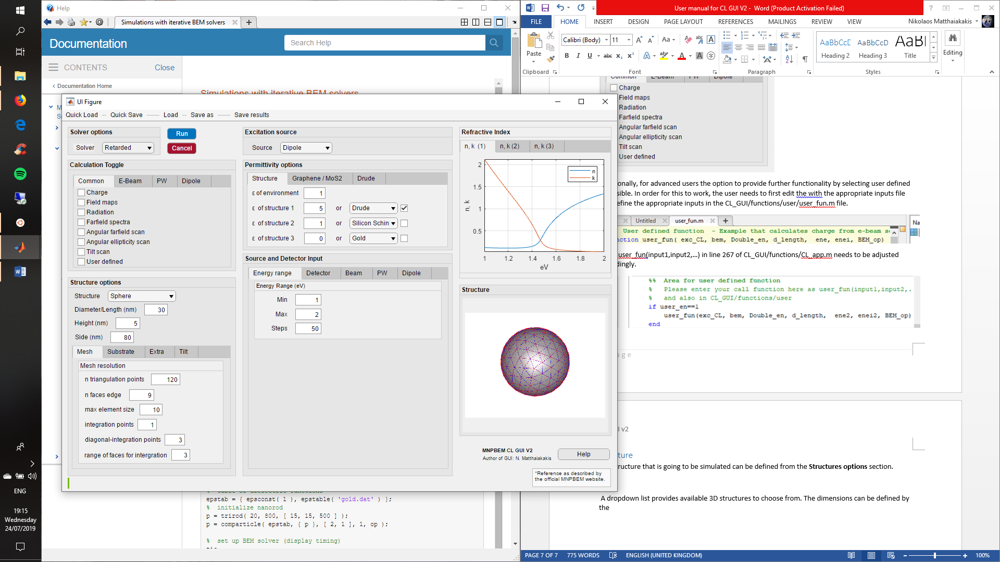 Help
Simulations with iterative BEM solvers
Documentation
Search Help
CONTENTS
Close
Documentation Home
Simulations with iterative BEM solvers
UI Figure
Quick Load -- Quick Save ------ Load -- Save as ------ Save results
Solver options
Solver Retarded
Run
Cancel
Calculation Toggle
Common E-Beam PW Dipole
Charge
Field maps
Radiation
Farfield spectra
Angular farfield scan
Angular ellipticity scan
Tilt scan
User defined
Structure options
Structure Sphere
Diameter/Length (nm) 30
Height (nm) 5
Side (nm) 80
Mesh Substrate Extra Tilt
Mesh resolution
n triangulation points 120
n faces edge 9
max element size 10
integration points 1
diagonal-integration points 3
range of faces for intergration 3
Excitation source
Source Dipole
Permittivity options
Structure Graphene / MoS2 Drude
ε of environment 1
ε of structure 1 5 or Drude
ε of structure 2 1 or Silicon Schin
ε of structure 3 0 or Gold
Source and Detector Input
Energy range Detector Beam PW Dipole
Energy Range (eV)
Min 1
Max 2
Steps 50
Refractive Index
n, k (1) n, k (2) n, k (3)
n
k
2
1.5
1
0.5
n, k
1 1.2 1.4 1.6 1.8 2
eV
Structure
MNPBEM CL GUI V2
Author of GUI: N. Matthaiakakis
Help
*Reference as described by
the official MNPBEM website.
epstab = { epsconst( 1 ), epstable( 'gold.dat' ) };
% initialize nanorod
p = trirod( 20, 800, [ 15, 15, 500 ] );
p = comparticle( epstab, { p }, [ 2, 1 ], 1, op );
% set up BEM solver (display timing)
User manual for CL GUI V2 - Word (Product Activation Failed)
FILE HOME INSERT DESIGN PAGE LAYOUT REFERENCES MAILINGS REVIEW VIEW
Nikolaos Matthaiakakis
Paste
Calibri (Body) 11
Clipboard Font Paragraph Styles
AaBbCcD AaBbCcD AaBl
Heading 2 Heading 3 Title
Editing
Common E-Beam PW Dipole
Charge
Field maps
Radiation
Farfield spectra
Angular farfield scan
Angular ellipticity scan
Tilt scan
User defined
onally, for advanced users the option to provide further functionality by selecting user defined
sible. In order for this to work, the user needs to first edit the with the appropriate inputs file
efine the appropriate inputs in the CL_GUI/functions/user/user_fun.m file.
Untitled user_fun.m
Na
User defined function - Example that calculates charge from e-beam s
nction user_fun( exc_CL, bem, Double_en, d_length, ene, enei, BEM_op)
user_fun(input1,input2,...) in line 267 of CL_GUI/functions/CL_app.m needs to be adjusted
dingly.
%% Area for user defined function
% Please enter your call function here as user_fun(input1,input2,.
% and also in CL_GUI/functions/user
if user_en==1
user_fun(exc_CL, bem, Double_en, d_length, ene2, enei2, BEM_op)
end
a g e
I v2
ture
ructure that is going to be simulated can be defined from the Structures options section.
A dropdown list provides available 3D structures to choose from. The dimensions can be defined by
the
PAGE 7 OF 7 775 WORDS ENGLISH (UNITED KINGDOM) 100%
ENG
19:15
Wednesday
24/07/2019